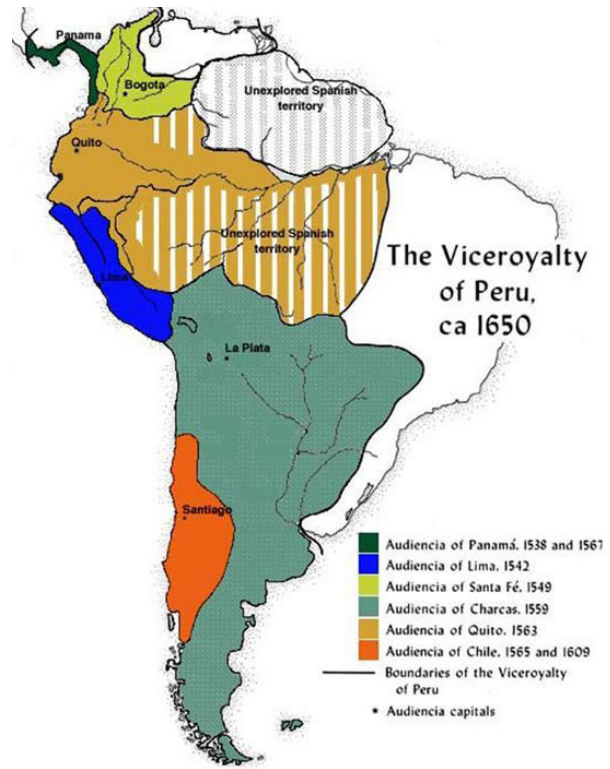 Panama
Bogota
Unexplored Spanish
territory
Quito
Unexplored Spanish
territory
The Viceroyalty
of Peru,
ca 1650
Lima
La Plata
Santiago
Audiencia of Panamá, 1538 and 1567
Audiencia of Lima, 1542
Audiencia of Santa Fé, 1549
Audiencia of Charcas, 1559
Audiencia of Quito, 1563
Audiencia of Chile, 1565 and 1609
Boundaries of the Viceroyalty
of Peru
* Audiencia capitals